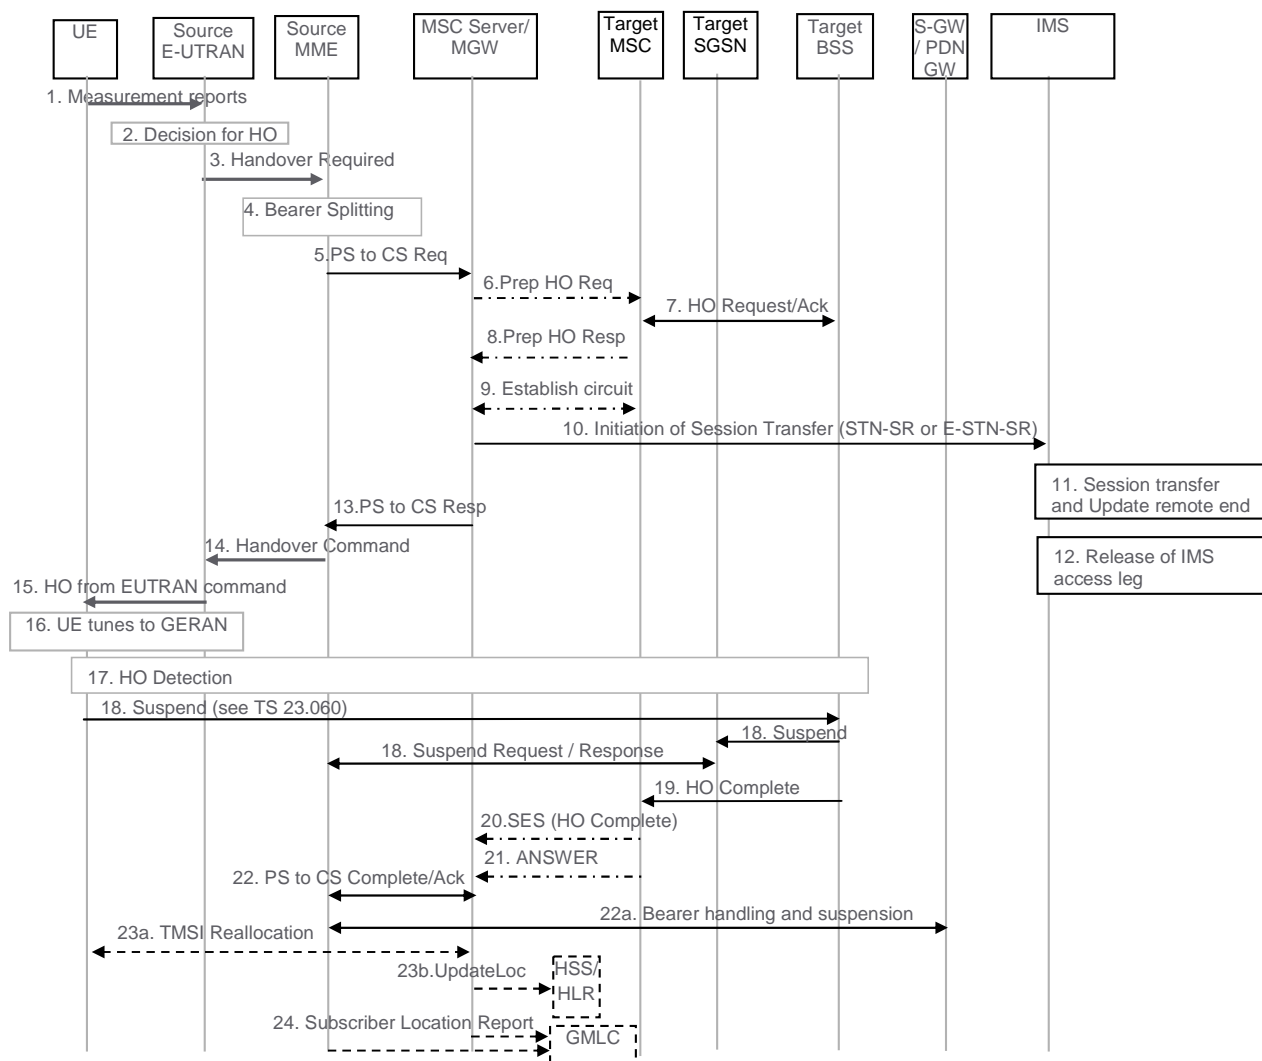 UE
Source
E-UTRAN
Source
MME
MSC Server/
MGW
Target
MSC
Target
SGSN
Target
BSS
S-GW
/ PDN
GW
IMS
1. Measurement reports
2. Decision for HO
3. Handover Required
4. Bearer Splitting
5.PS to CS Req
6.Prep HO Req
7. HO Request/Ack
8.Prep HO Resp
9. Establish circuit
10. Initiation of Session Transfer (STN-SR or E-STN-SR)
11. Session transfer
and Update remote end
12. Release of IMS
access leg
13.PS to CS Resp
14. Handover Command
15. HO from EUTRAN command
16. UE tunes to GERAN
17. HO Detection
18. Suspend (see TS 23.060)
18. Suspend
18. Suspend Request / Response
19. HO Complete
20.SES (HO Complete)
21. ANSWER
22. PS to CS Complete/Ack
22a. Bearer handling and suspension
23a. TMSI Reallocation
23b.UpdateLoc
HSS/
HLR
24. Subscriber Location Report
GMLC